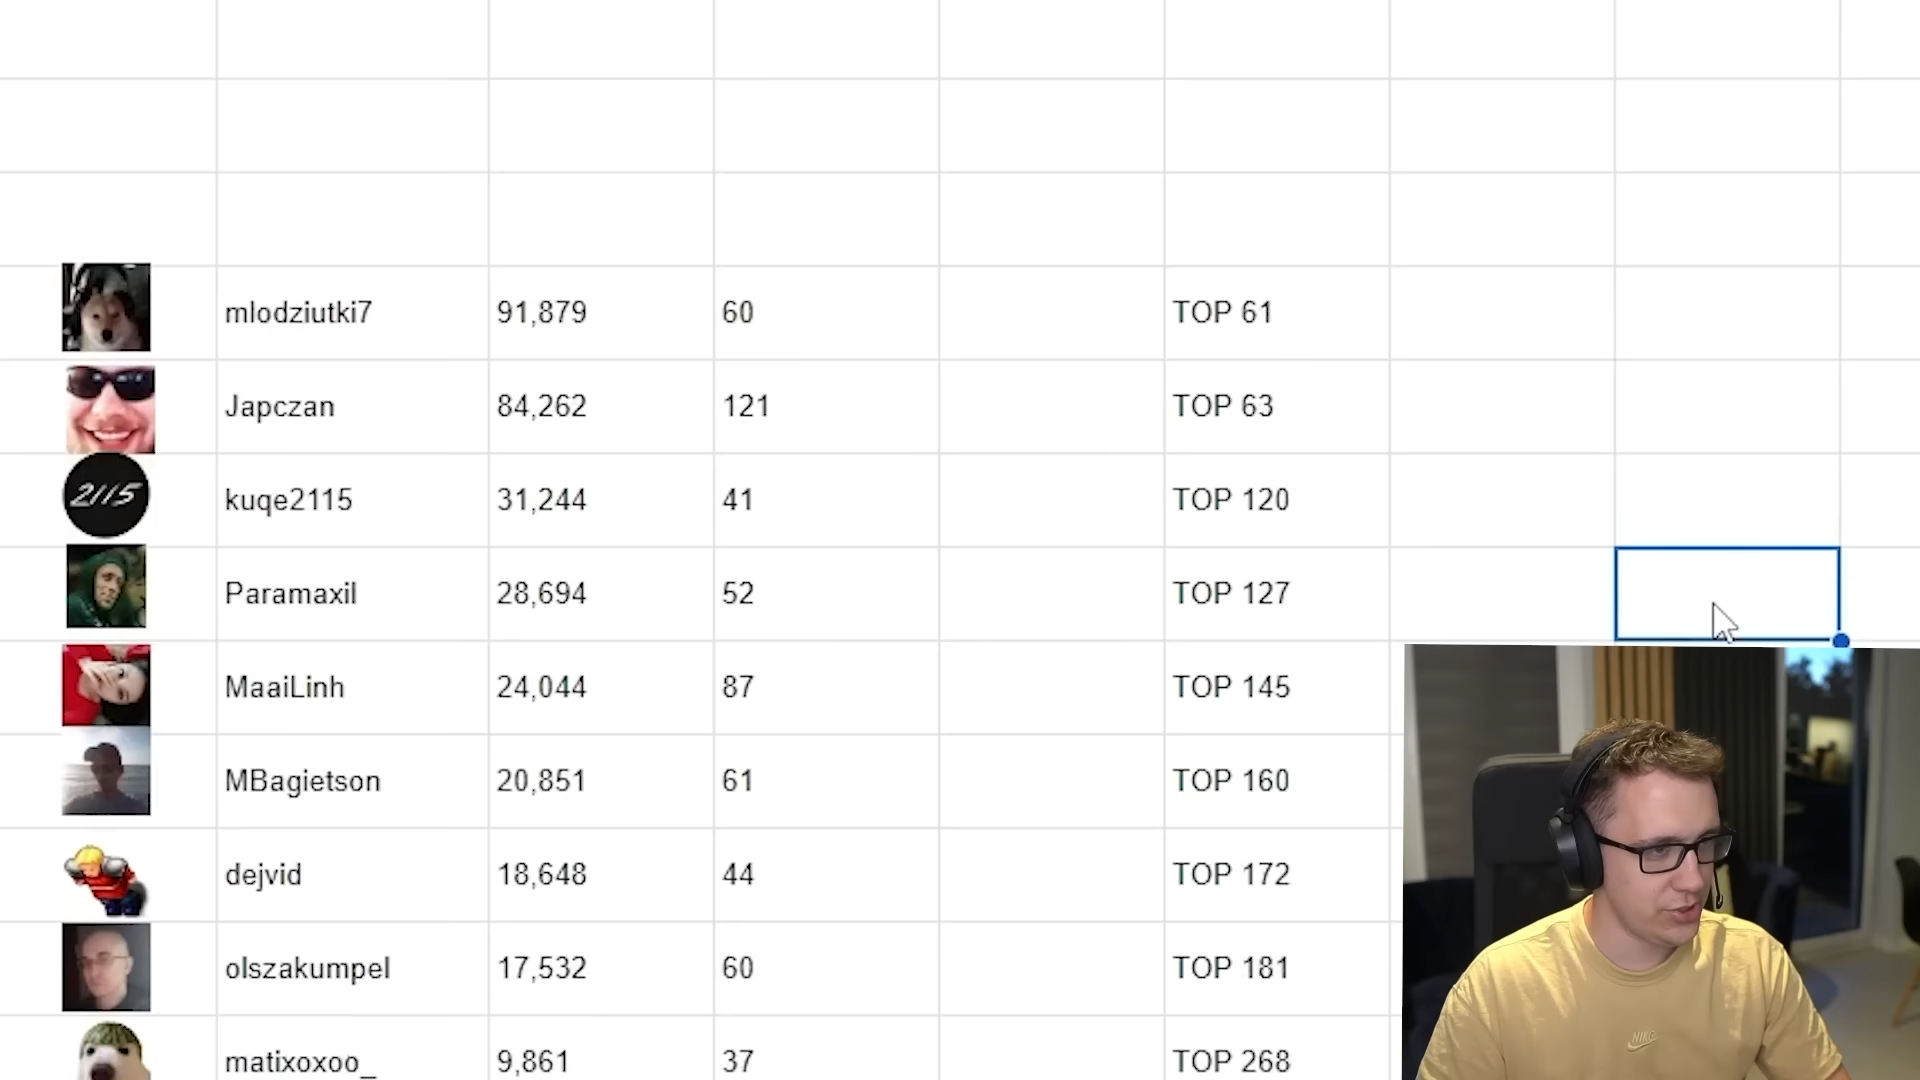 mlodziutki7 91,879 60 TOP 61
Japczan 84,262 121 TOP 63
2115
kuqe2115 31,244 41 TOP 120
Paramaxil 28,694 52 TOP 127
MaaiLinh 24,044 87 TOP 145
MBagietson 20,851 61 TOP 160
dejvid 18,648 44 TOP 172
olszakumpel 17,532 60 TOP 181
matixoxoo_ 9,861 37 TOP 268
NIKE